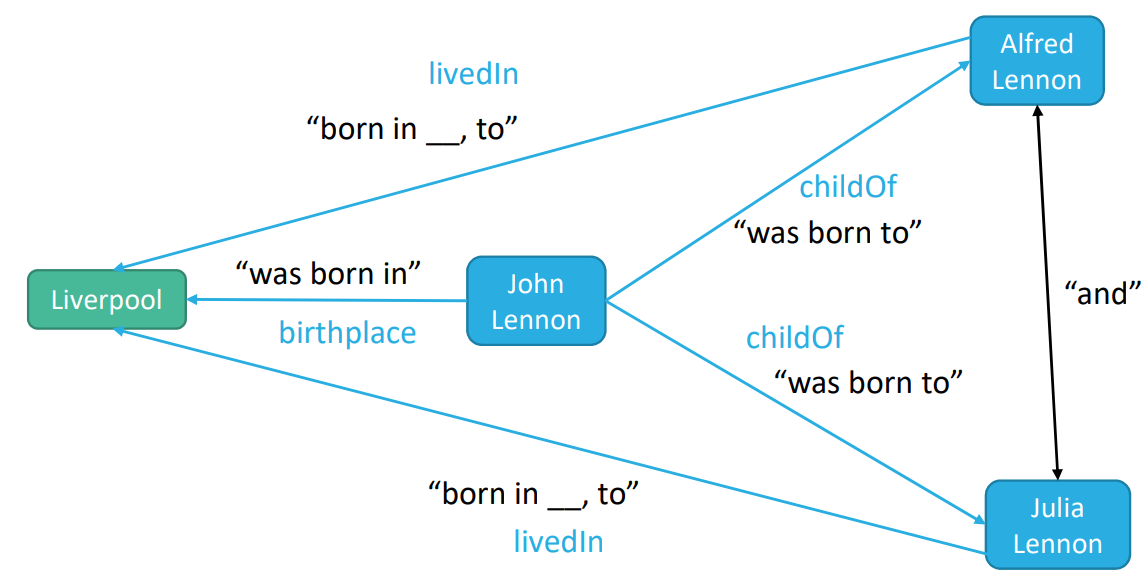 Alfred
Lennon
livedIn
“born in __, to”
childOf
“was born to”
“was born in”
John
Lennon
Liverpool
“and”
birthplace
childOf
“was born to”
“born in __, to”
livedIn
Julia
Lennon